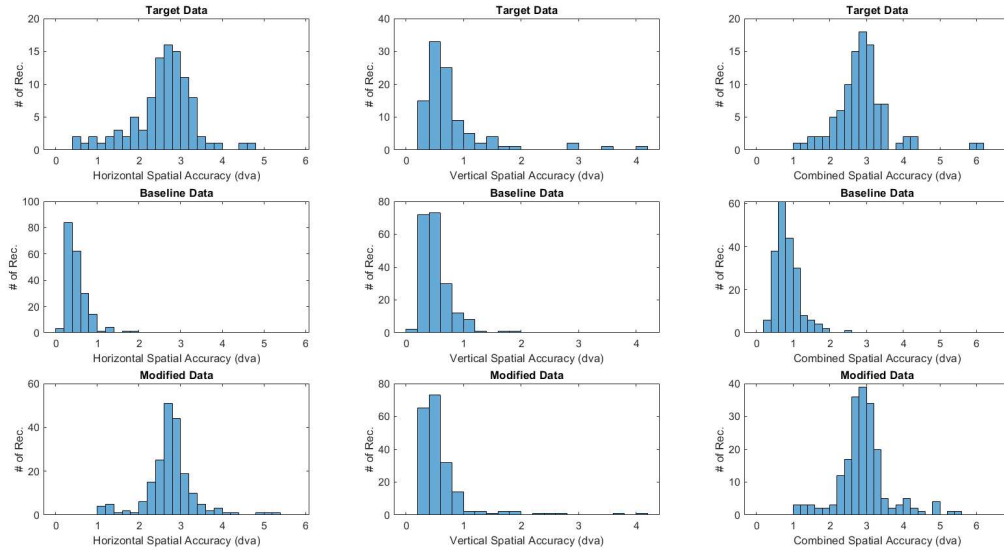 Target Data
20
15
10
5
0
# of Rec.
0 1 2 3 4 5 6
Horizontal Spatial Accuracy (dva)
Target Data
40
30
20
10
0
# of Rec.
0 1 2 3 4
Vertical Spatial Accuracy (dva)
Target Data
20
15
10
5
0
# of Rec.
0 1 2 3 4 5 6
Combined Spatial Accuracy (dva)
Baseline Data
100
80
60
40
20
0
# of Rec.
0 1 2 3 4 5 6
Horizontal Spatial Accuracy (dva)
Baseline Data
80
60
40
20
0
# of Rec.
0 1 2 3 4
Vertical Spatial Accuracy (dva)
Baseline Data
60
40
20
0
# of Rec.
0 1 2 3 4 5 6
Combined Spatial Accuracy (dva)
Modified Data
60
40
20
0
# of Rec.
0 1 2 3 4 5 6
Horizontal Spatial Accuracy (dva)
Modified Data
80
60
40
20
0
# of Rec.
0 1 2 3 4
Vertical Spatial Accuracy (dva)
Modified Data
40
30
20
10
0
# of Rec.
0 1 2 3 4 5 6
Combined Spatial Accuracy (dva)